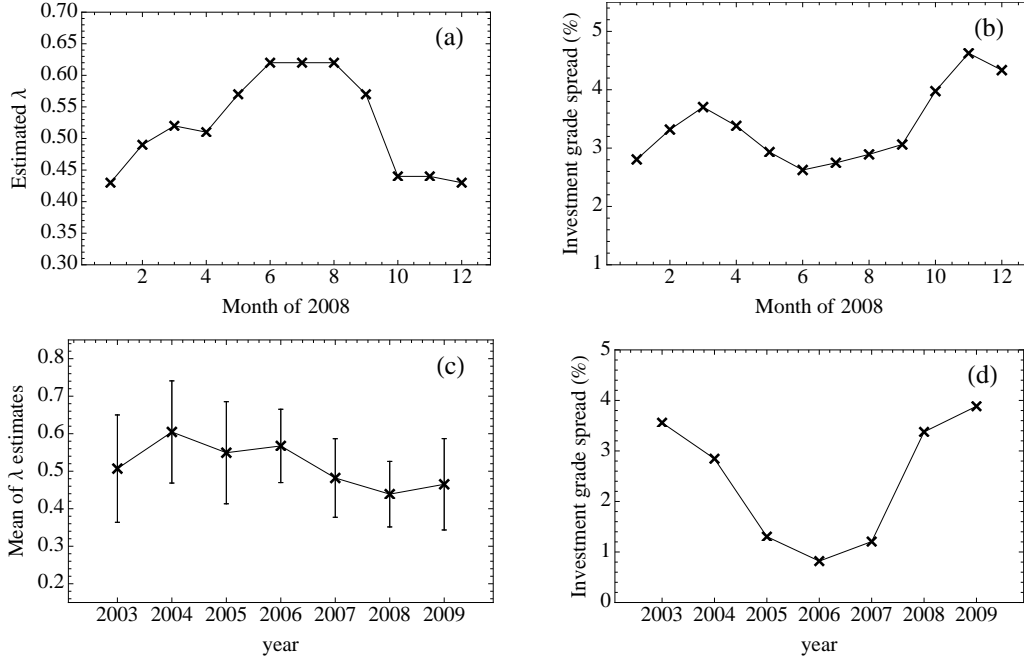 (a)
Estimated λ
0.70
0.65
0.60
0.55
0.50
0.45
0.40
0.35
0.30
2 4 6 8 10 12
Month of 2008
(b)
Investment grade spread (%)
5
4
3
2
1
2 4 6 8 10 12
Month of 2008
(c)
Mean of λ estimates
0.8
0.7
0.6
0.5
0.4
0.3
0.2
2003 2004 2005 2006 2007 2008 2009
year
(d)
Investment grade spread (%)
5
4
3
2
1
0
2003 2004 2005 2006 2007 2008 2009
year